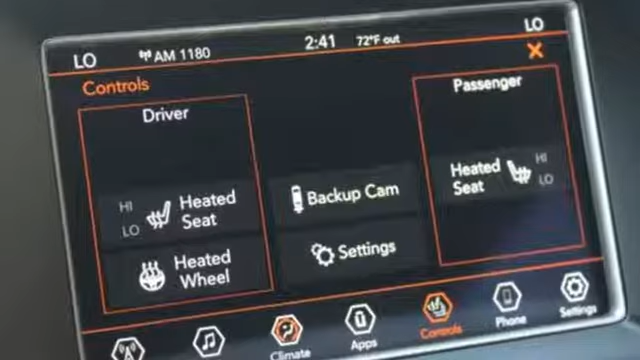 LO AM 1180 2:41 72°F out LO
Controls
Driver
Passenger
HI
LO
Heated
Seat
Heated
Wheel
Backup Cam
Settings
Heated
Seat
HI
LO
Climate Apps Controls Phone Settings